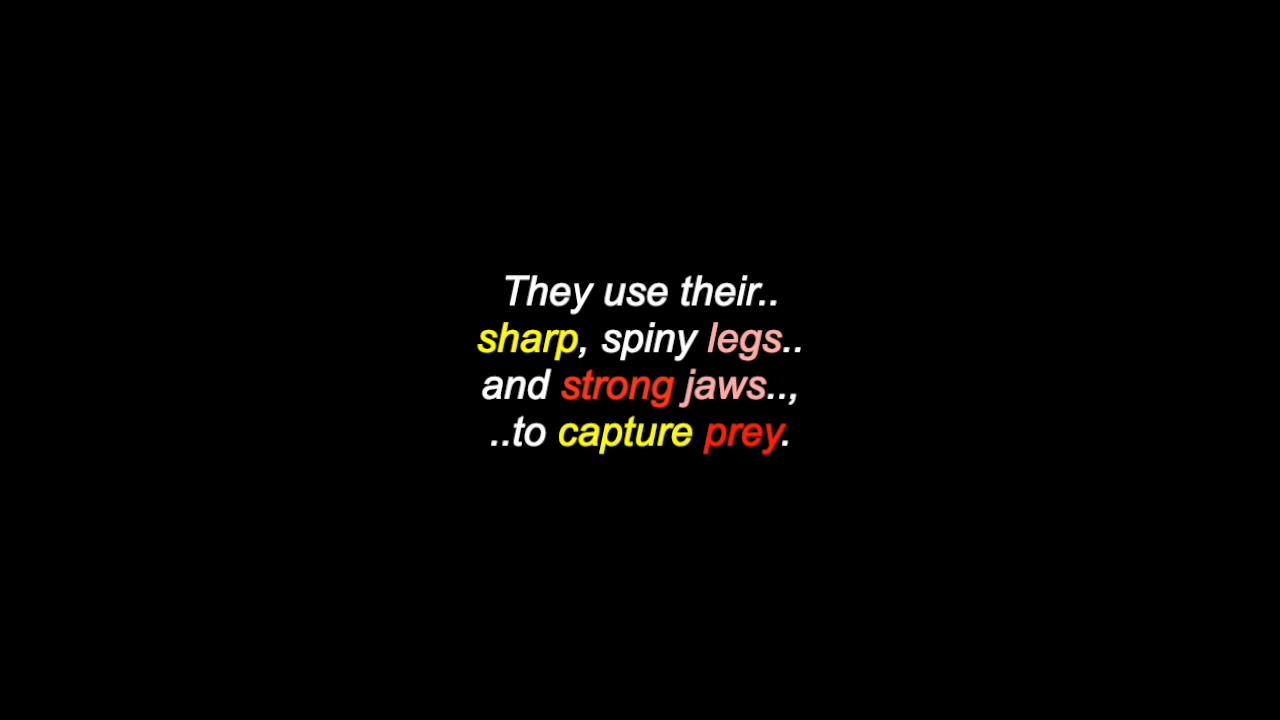 They use their..
sharp, spiny legs..
and strong jaws..,
..to capture prey.